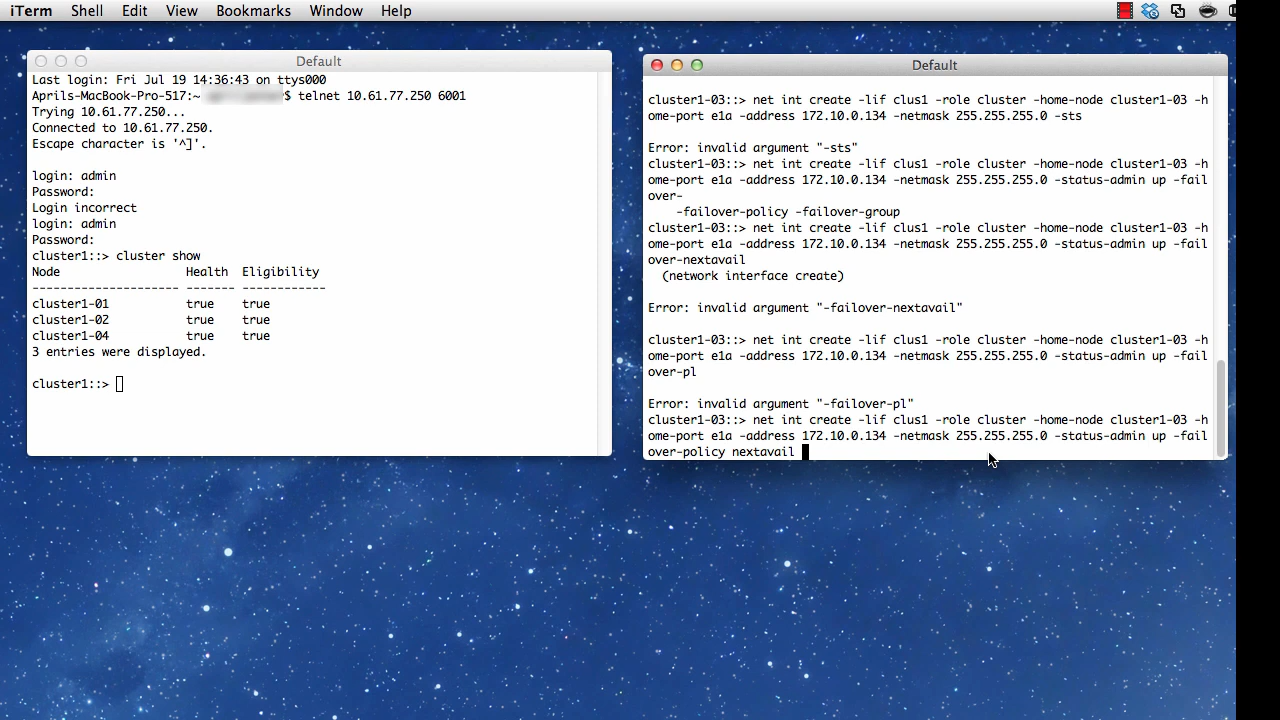 iTerm Shell Edit View Bookmarks Window Help
Default
Last login: Fri Jul 19 14:36:43 on ttys000
Aprils-MacBook-Pro-517:~ $ telnet 10.61.77.250 6001
Trying 10.61.77.250...
Connected to 10.61.77.250.
Escape character is '^]'.
login: admin
Password:
Login incorrect
login: admin
Password:
cluster1::> cluster show
Node Health Eligibility
--------------------- ------- -------------
cluster1-01 true true
cluster1-02 true true
cluster1-04 true true
3 entries were displayed.
cluster1::>
Default
cluster1-03::> net int create -lif clus1 -role cluster -home-node cluster1-03 -h
ome-port e1a -address 172.10.0.134 -netmask 255.255.255.0 -sts
Error: invalid argument "-sts"
cluster1-03::> net int create -lif clus1 -role cluster -home-node cluster1-03 -h
ome-port e1a -address 172.10.0.134 -netmask 255.255.255.0 -status-admin up -fail
over-
-failover-policy -failover-group
cluster1-03::> net int create -lif clus1 -role cluster -home-node cluster1-03 -h
ome-port e1a -address 172.10.0.134 -netmask 255.255.255.0 -status-admin up -fail
over-nextavail
(network interface create)
Error: invalid argument "-failover-nextavail"
cluster1-03::> net int create -lif clus1 -role cluster -home-node cluster1-03 -h
ome-port e1a -address 172.10.0.134 -netmask 255.255.255.0 -status-admin up -fail
over-pl
Error: invalid argument "-failover-pl"
cluster1-03::> net int create -lif clus1 -role cluster -home-node cluster1-03 -h
ome-port e1a -address 172.10.0.134 -netmask 255.255.255.0 -status-admin up -fail
over-policy nextavail